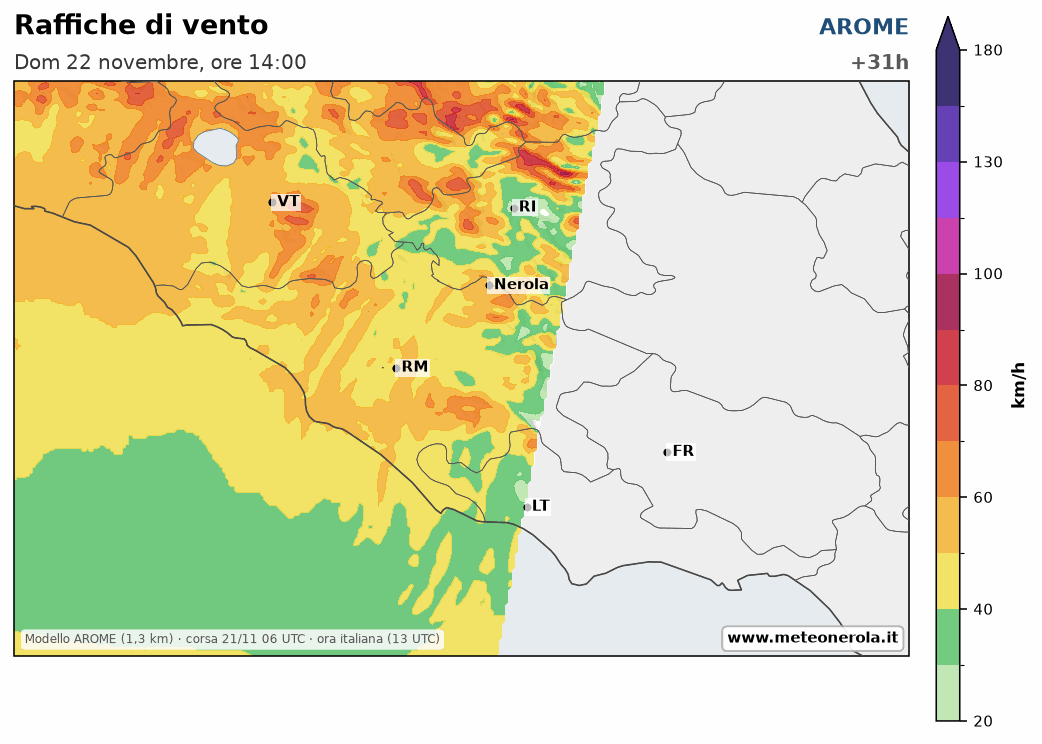 Raffiche di vento
AROME
Dom 22 novembre, ore 14:00
+31h
180
130
100
80
60
40
20
km/h
VT
RI
Nerola
RM
FR
LT
Modello AROME (1,3 km) · corsa 21/11 06 UTC · ora italiana (13 UTC)
www.meteonerola.it